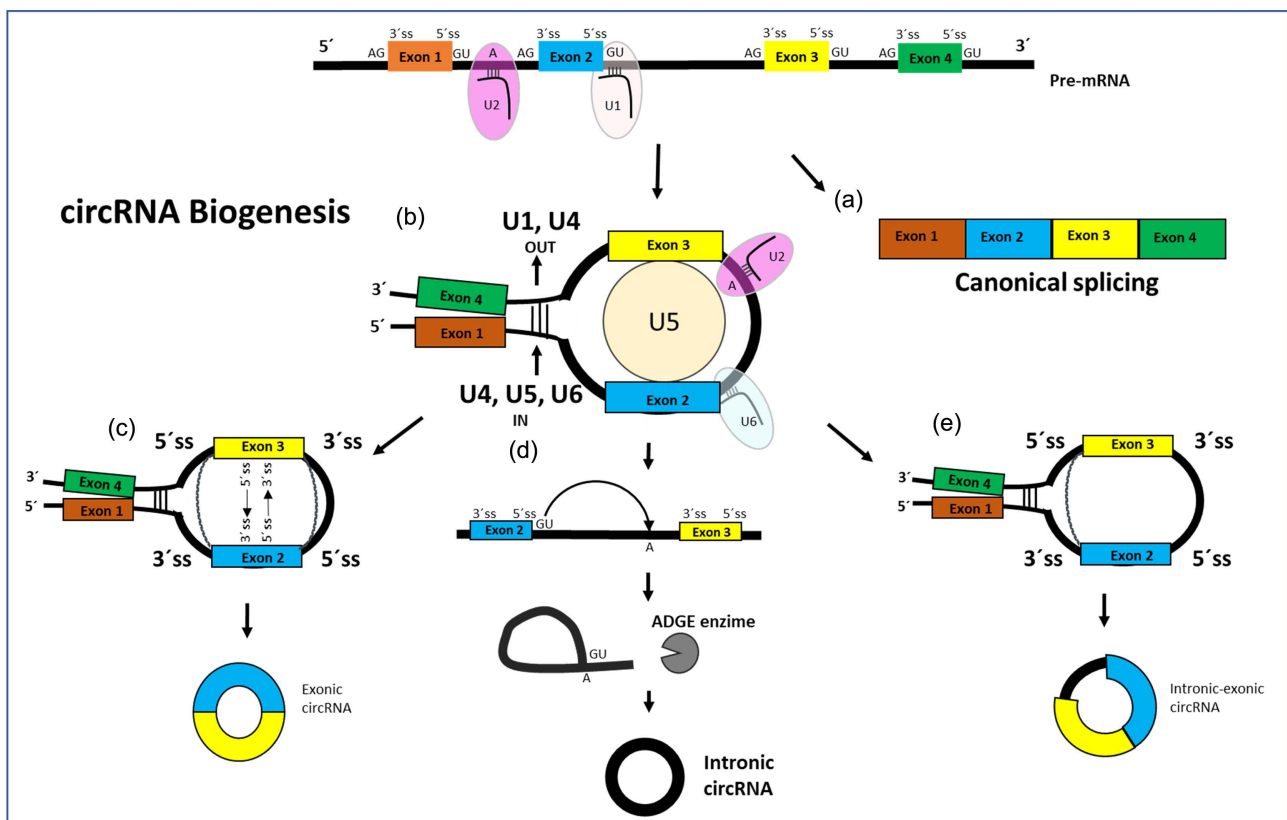 5´ 3´ss 5´ss A 3´ss 5´ss 3´ss 5´ss 3´ss 5´ss 3´
AG Exon 1 GU AG Exon 2 GU AG Exon 3 GU AG Exon 4 GU
U2 U1 Pre-mRNA
circRNA Biogenesis
(a)
Exon 1 Exon 2 Exon 3 Exon 4
Canonical splicing
(b)
U1, U4
OUT
Exon 3
U2
A
3´ Exon 4
5´ Exon 1
U5
U4, U5, U6
IN
Exon 2
U6
(c)
5´ss Exon 3 3´ss
3´ Exon 4
5´ Exon 1
3´ss 5´ss
5´ss 3´ss
3´ss Exon 2 5´ss
Exonic
circRNA
(d)
3´ss 5´ss 3´ss 5´ss
Exon 2 GU Exon 3
A
ADGE enzime
GU
A
Intronic
circRNA
(e)
5´ss Exon 3 3´ss
3´ Exon 4
5´ Exon 1
3´ss Exon 2 5´ss
Intronic-exonic
circRNA